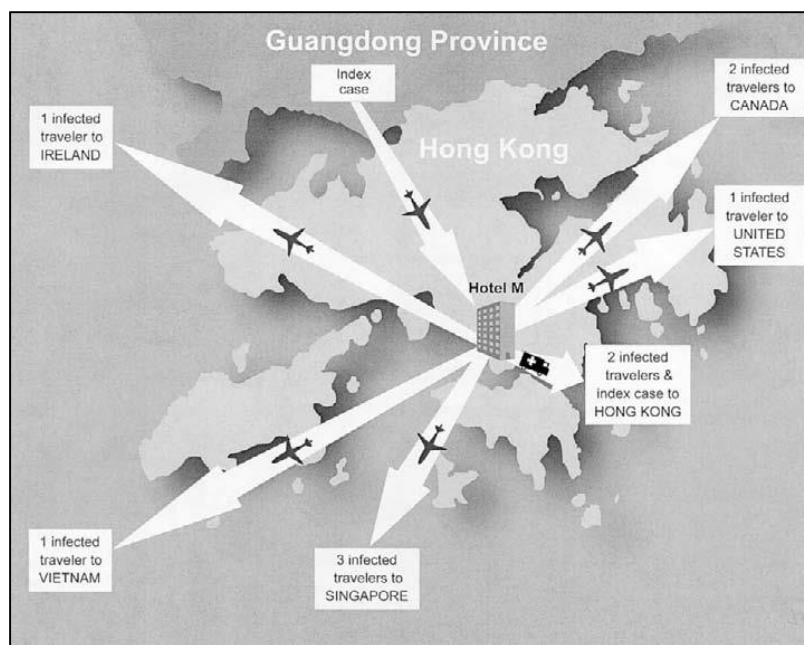 Guangdong Province
Index
case
2 infected
travelers to
CANADA
1 infected
traveler to
IRELAND
Hong Kong
1 infected
traveler to
UNITED
STATES
Hotel M
2 infected
travelers &
index case to
HONG KONG
1 infected
traveler to
VIETNAM
3 infected
travelers to
SINGAPORE